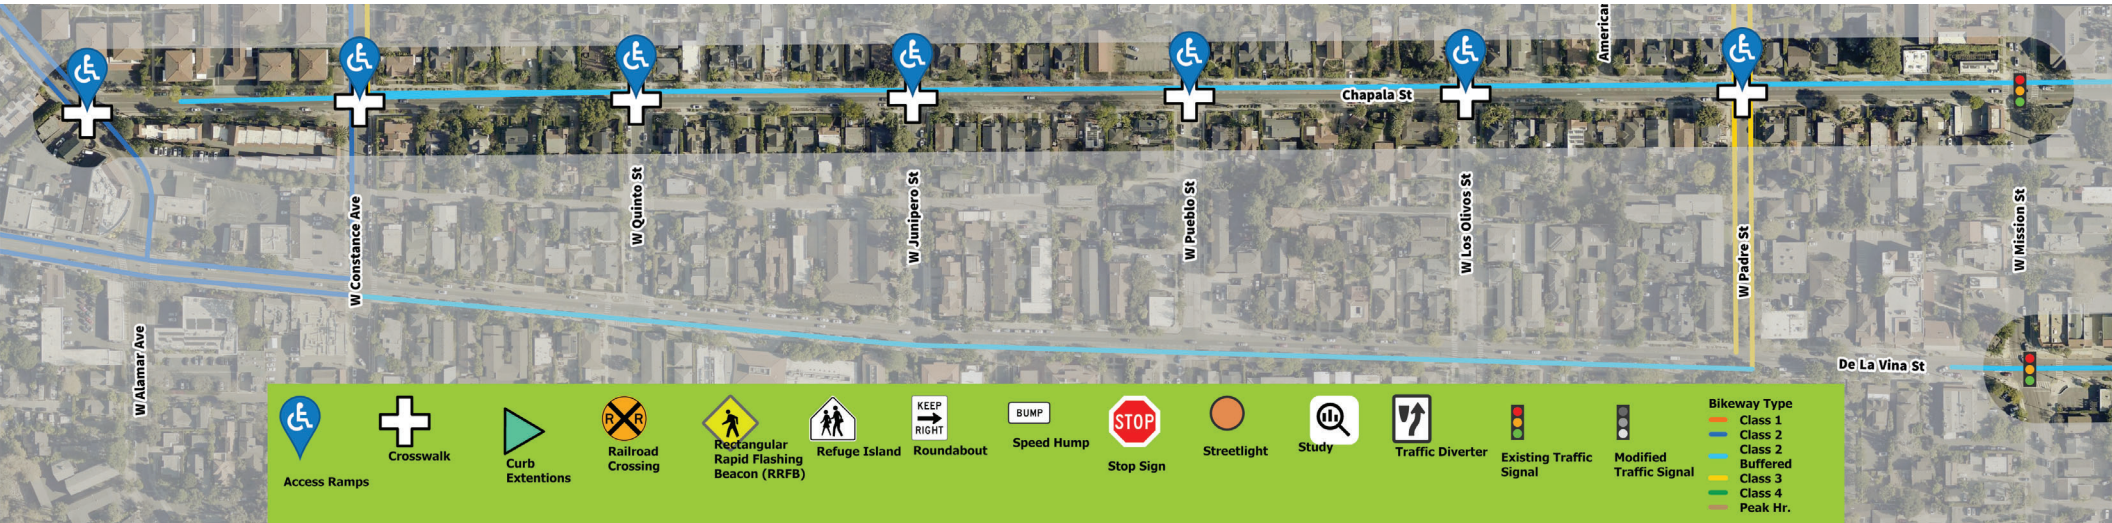 American
Chapala St
W Quinto St
W Junipero St
W Pueblo St
W Los Olivos St
W Constance Ave
W Padre St
W Mission St
W Alamar Ave
De La Vina St
Access Ramps
Crosswalk
Curb
Extentions
R R
Railroad
Crossing
Rectangular
Rapid Flashing
Beacon (RRFB)
Refuge Island
KEEP
RIGHT
Roundabout
BUMP
Speed Hump
STOP
Stop Sign
Streetlight
Study
Traffic Diverter
Existing Traffic
Signal
Modified
Traffic Signal
Bikeway Type
Class 1
Class 2
Class 2
Buffered
Class 3
Class 4
Peak Hr.